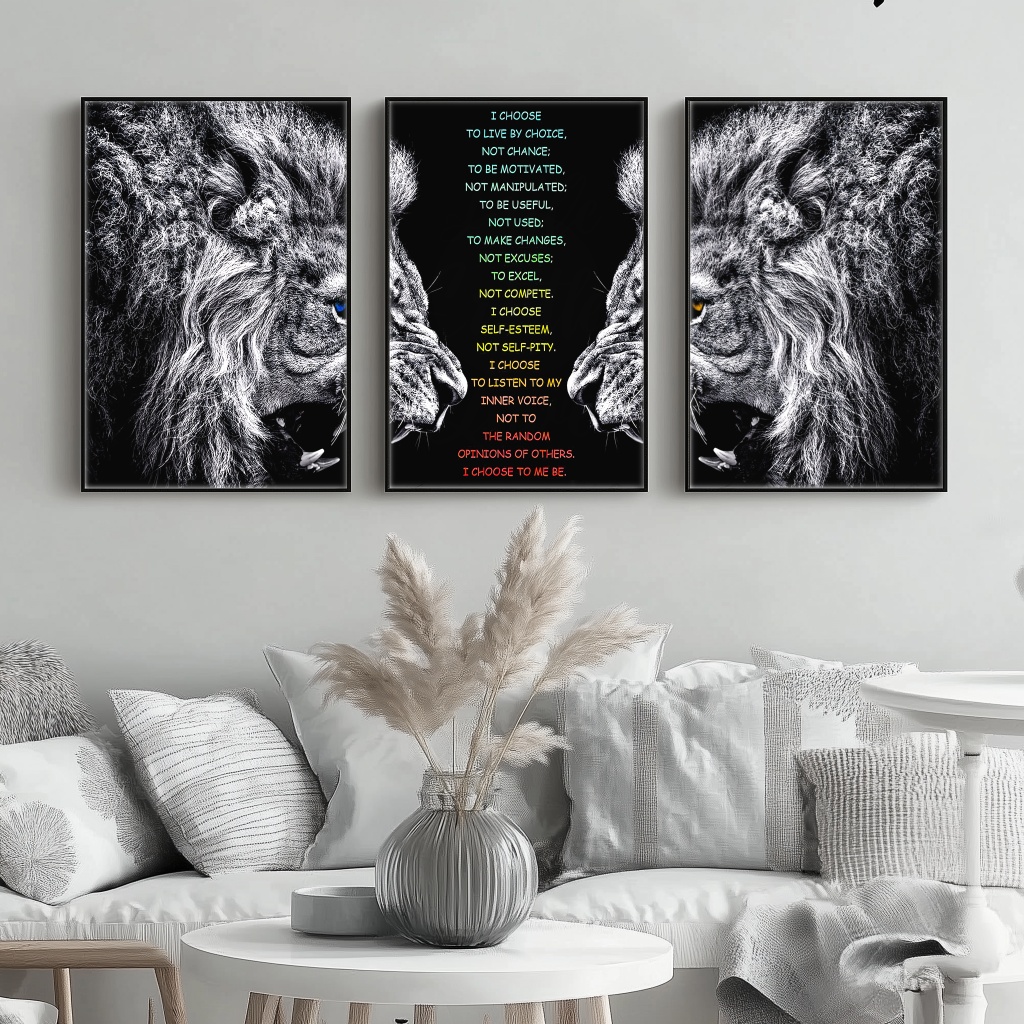 I CHOOSE
TO LIVE BY CHOICE,
NOT CHANCE;
TO BE MOTIVATED,
NOT MANIPULATED;
TO BE USEFUL,
NOT USED;
TO MAKE CHANGES,
NOT EXCUSES;
TO EXCEL,
NOT COMPETE.
I CHOOSE
SELF-ESTEEM,
NOT SELF-PITY.
I CHOOSE
TO LISTEN TO MY
INNER VOICE,
NOT TO
THE RANDOM
OPINIONS OF OTHERS.
I CHOOSE TO ME BE.